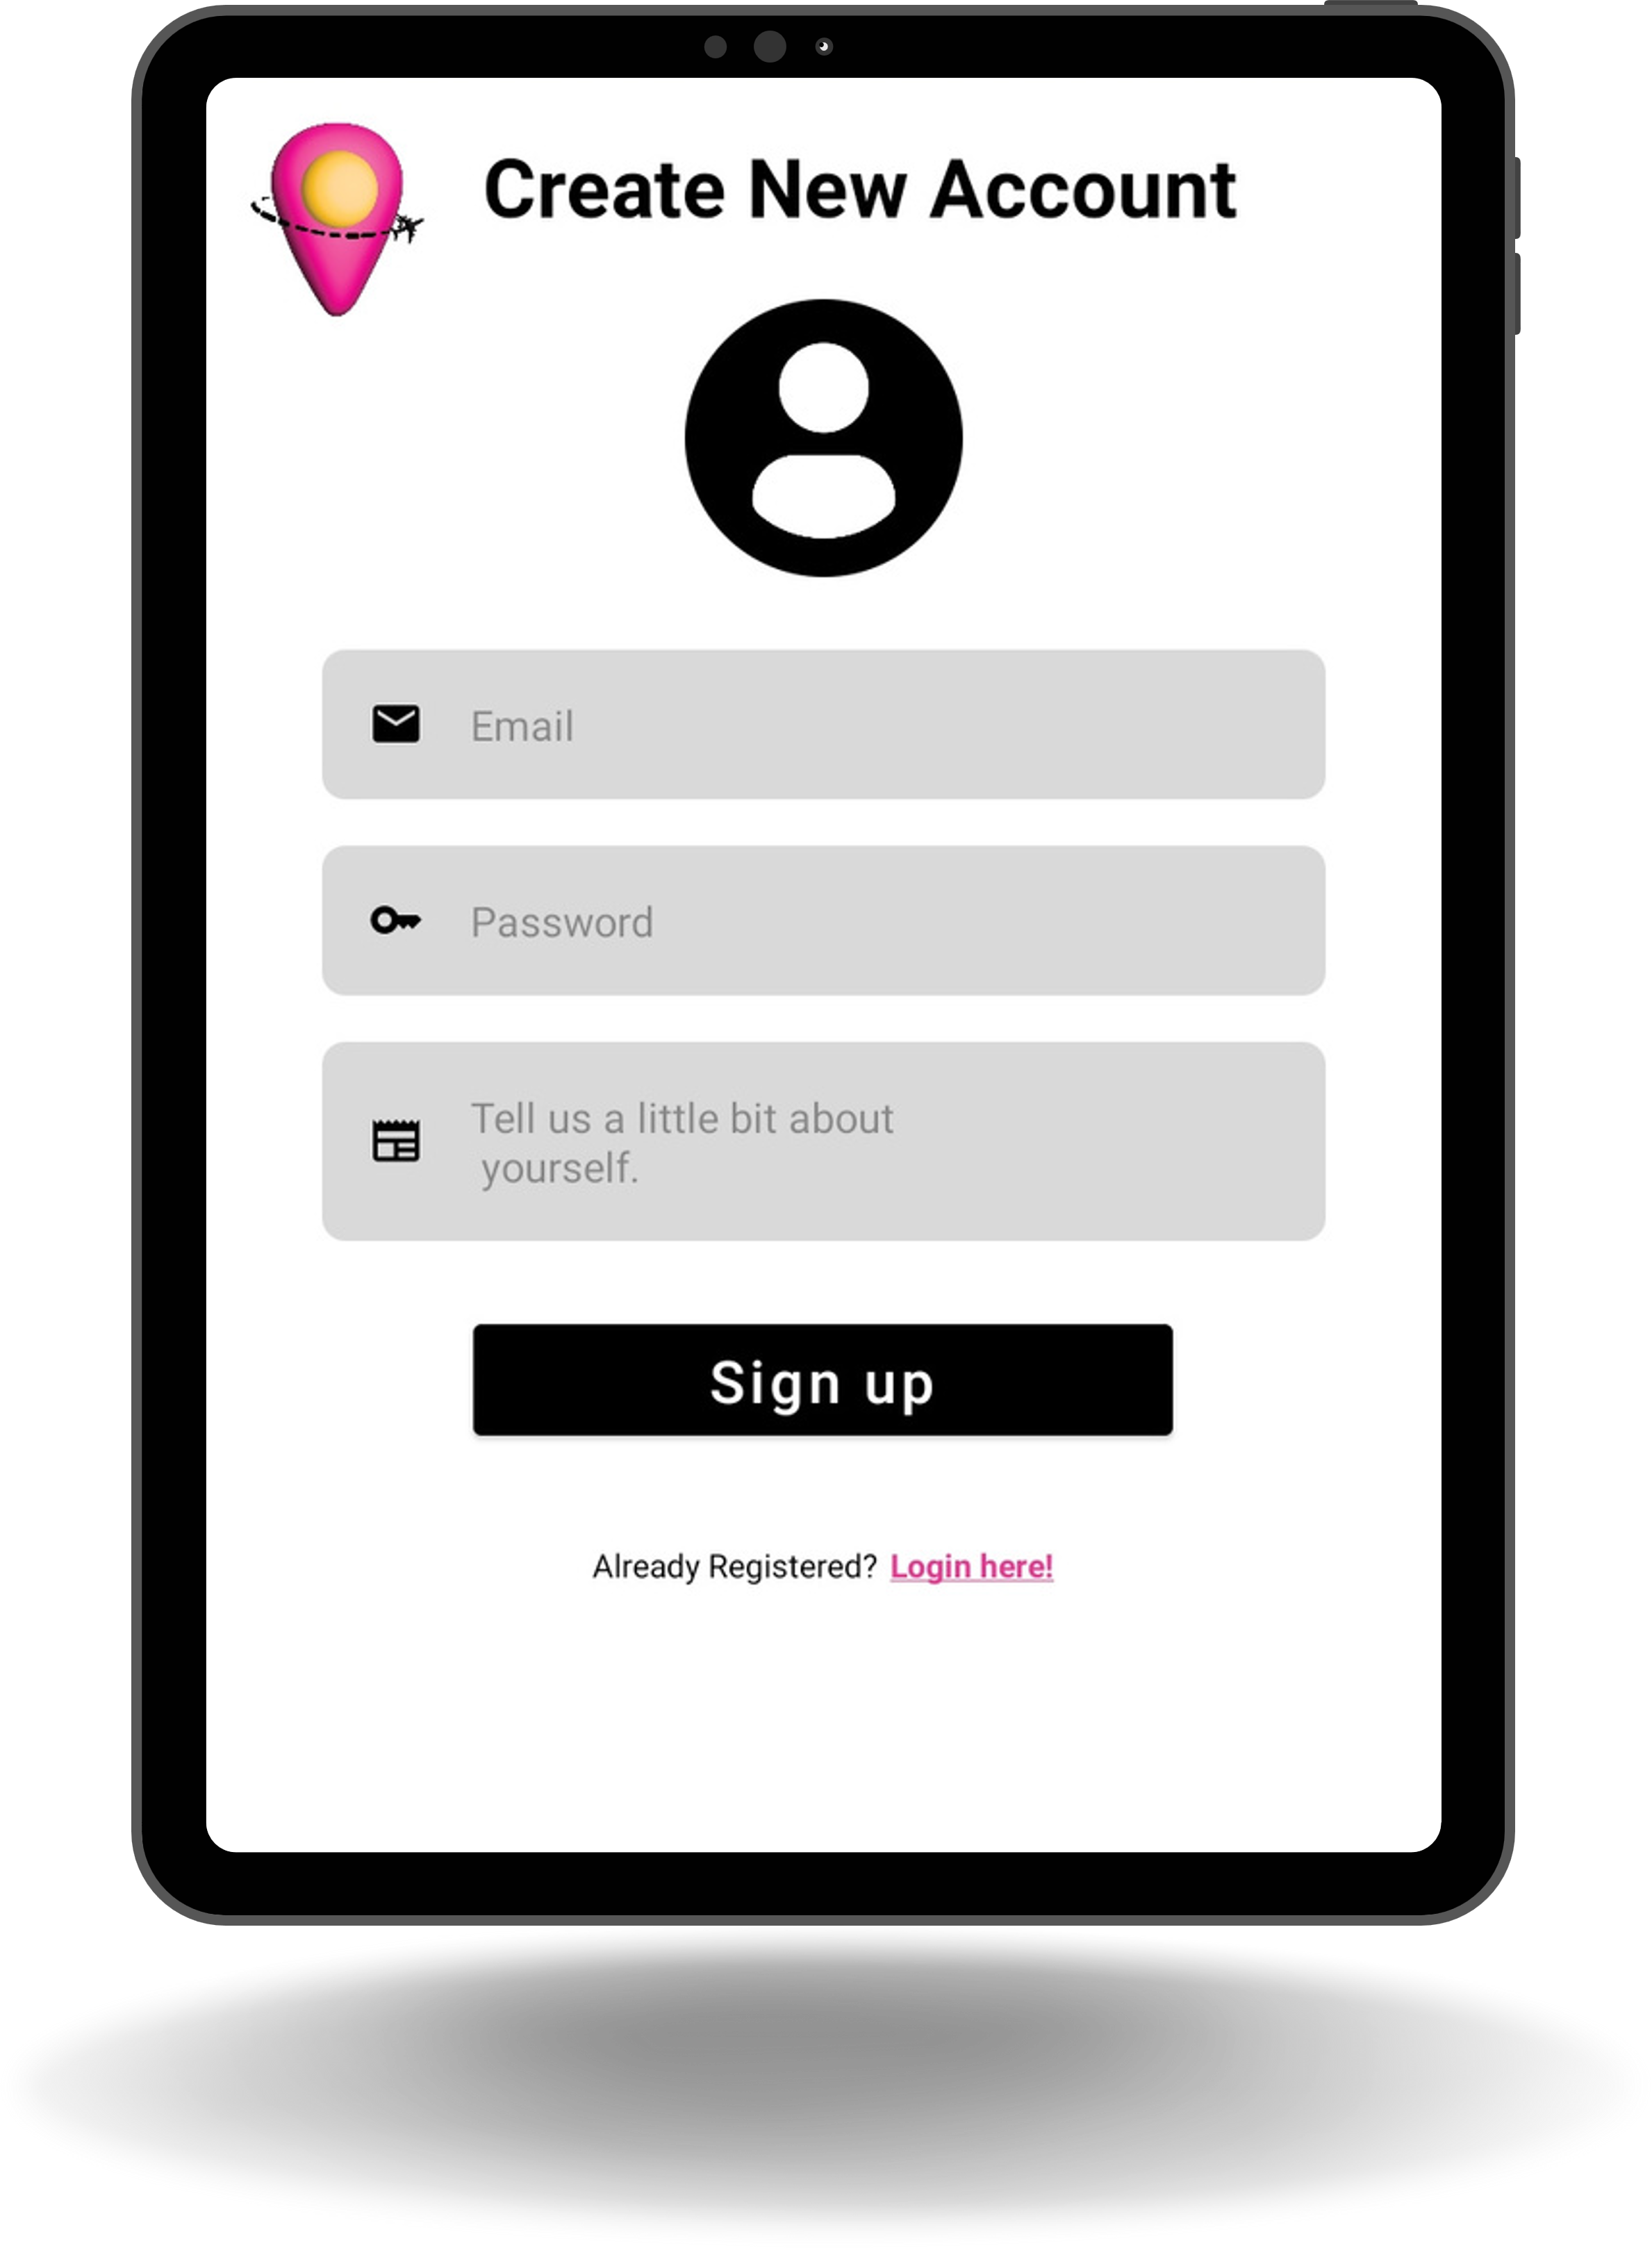 Create New Account
Email
Password
Tell us a little bit about
yourself.
Sign up
Already Registered? Login here!